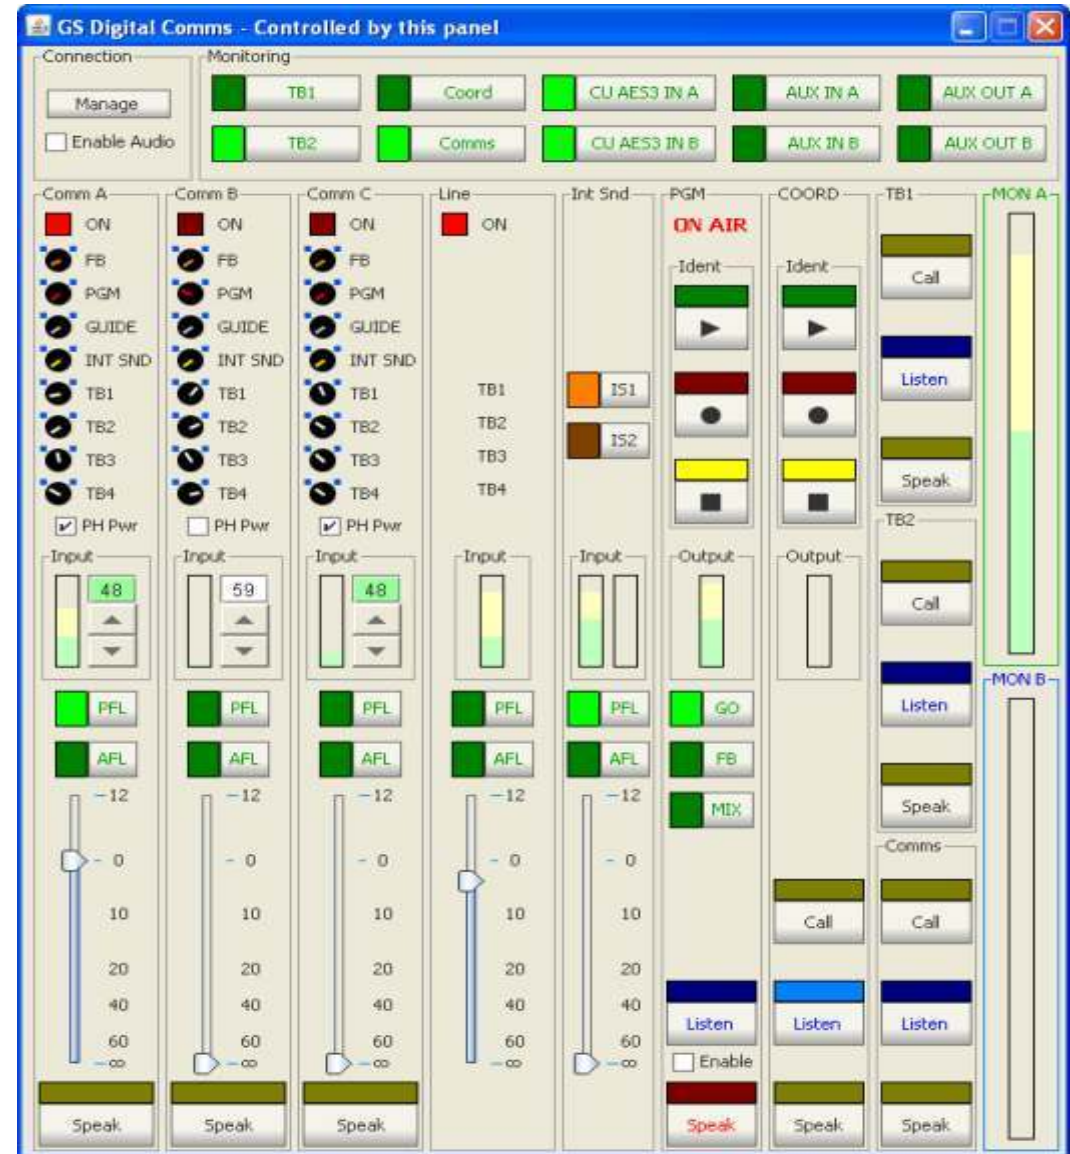 GS Digital Comms - Controlled by this panel
Connection
Monitoring
Manage
TB1
Coord
CU AES3 IN A
AUX IN A
AUX OUT A
Enable Audio
TB2
Comms
CU AES3 IN B
AUX IN B
AUX OUT B
Comm A
ON
FB
PGM
GUIDE
INT SND
TB1
TB2
TB3
TB4
PH Pwr
Input
48
PFL
AFL
12
0
10
20
40
60
∞
Speak
Comm B
ON
FB
PGM
GUIDE
INT SND
TB1
TB2
TB3
TB4
PH Pwr
Input
59
PFL
AFL
12
0
10
20
40
60
∞
Speak
Comm C
ON
FB
PGM
GUIDE
INT SND
TB1
TB2
TB3
TB4
PH Pwr
Input
48
PFL
AFL
12
0
10
20
40
60
∞
Speak
Line
ON
TB1
TB2
TB3
TB4
Input
PFL
AFL
12
0
10
20
40
60
∞
Int Snd
IS1
IS2
Input
PFL
AFL
12
0
10
20
40
60
∞
PGM
ON AIR
Ident
Output
GO
FB
MIX
Listen
Enable
Speak
COORD
Ident
Output
Call
Listen
Speak
TB1
Call
Listen
Speak
TB2
Call
Listen
Speak
Comms
Call
Listen
Speak
MON A
MON B